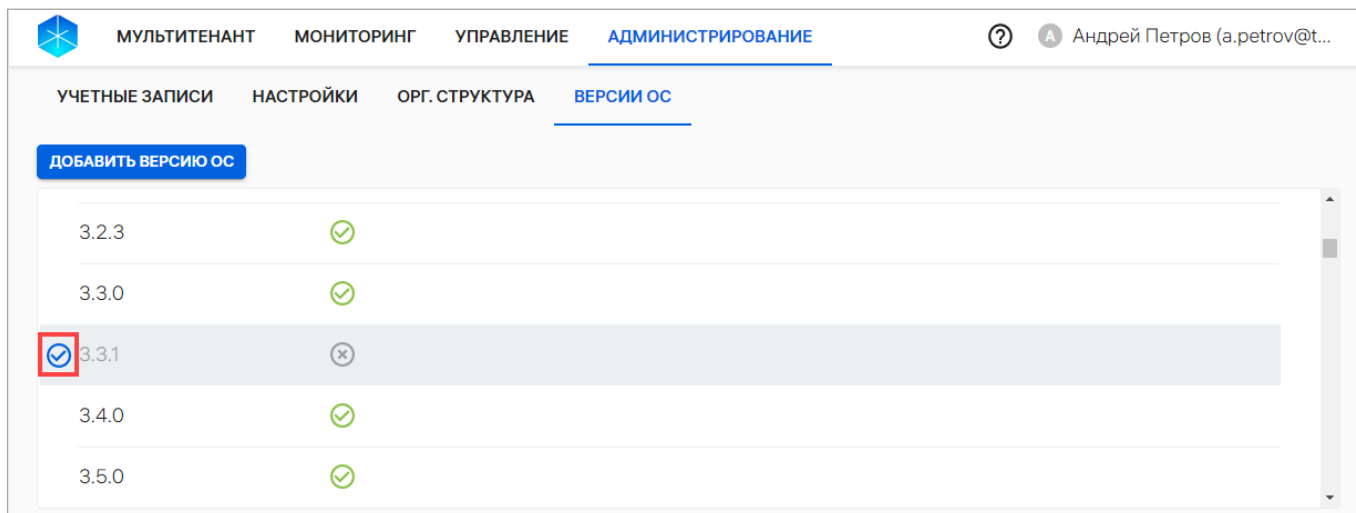 МУЛЬТИТЕНАНТ МОНИТОРИНГ УПРАВЛЕНИЕ АДМИНИСТРИРОВАНИЕ ? А Андрей Петров (a.petrov@t...
УЧЕТНЫЕ ЗАПИСИ НАСТРОЙКИ ОРГ. СТРУКТУРА ВЕРСИИ ОС
ДОБАВИТЬ ВЕРСИЮ ОС
3.2.3
3.3.0
3.3.1
3.4.0
3.5.0